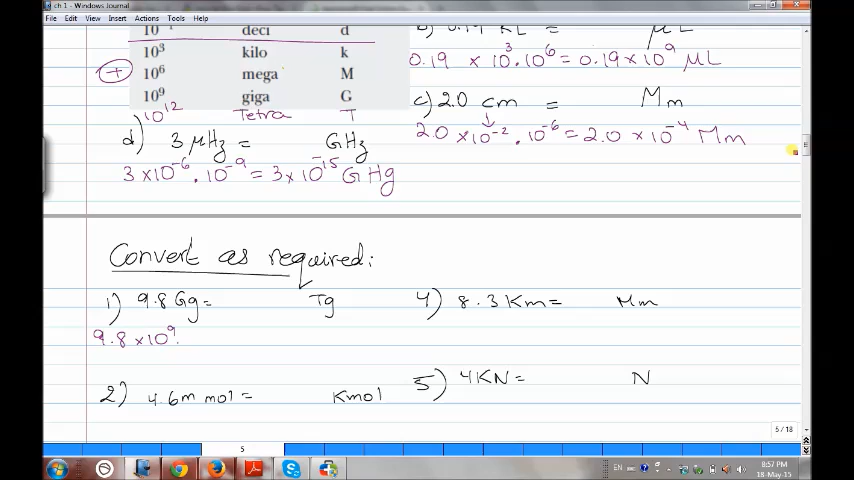 ch 1 - Windows Journal
File Edit View Insert Actions Tools Help
deci d
10³ kilo k
10⁶ mega M
10⁹ giga G
+
10¹² Tetra T
0.19 × 10³ · 10⁶ = 0.19 × 10⁹ µL
c) 2.0 cm = Mm
2.0 × 10⁻² · 10⁻⁶ = 2.0 × 10⁻⁴ Mm
d) 3 µHz = GHz
3 × 10⁻⁶ · 10⁻⁹ = 3 × 10⁻¹⁵ G Hg
Convert as required:
1) 9.8 Gg = Tg
9.8 × 10⁹ ·
2) 4.6 m mol = Kmol
4) 8.3 Km = Mm
5) 4KN = N
5 / 18
5
EN
8:57 PM
18-May-15